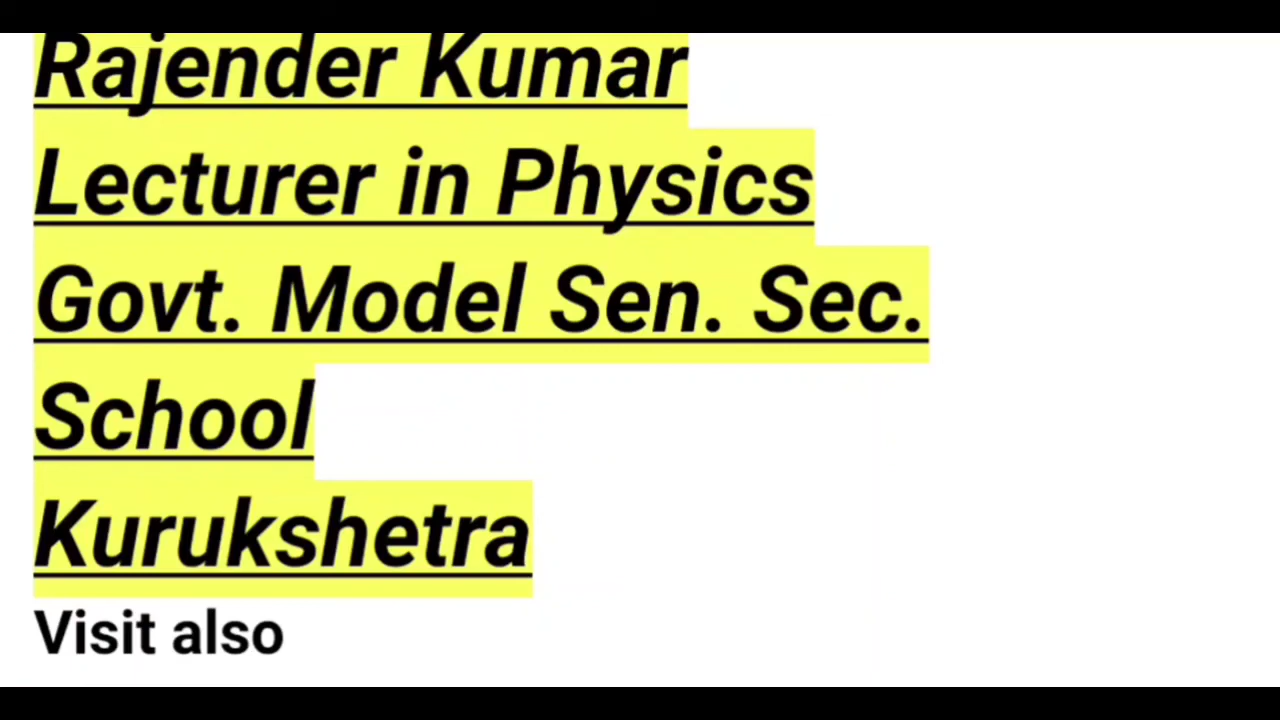 Rajender Kumar
Lecturer in Physics
Govt. Model Sen. Sec.
School
Kurukshetra
Visit also